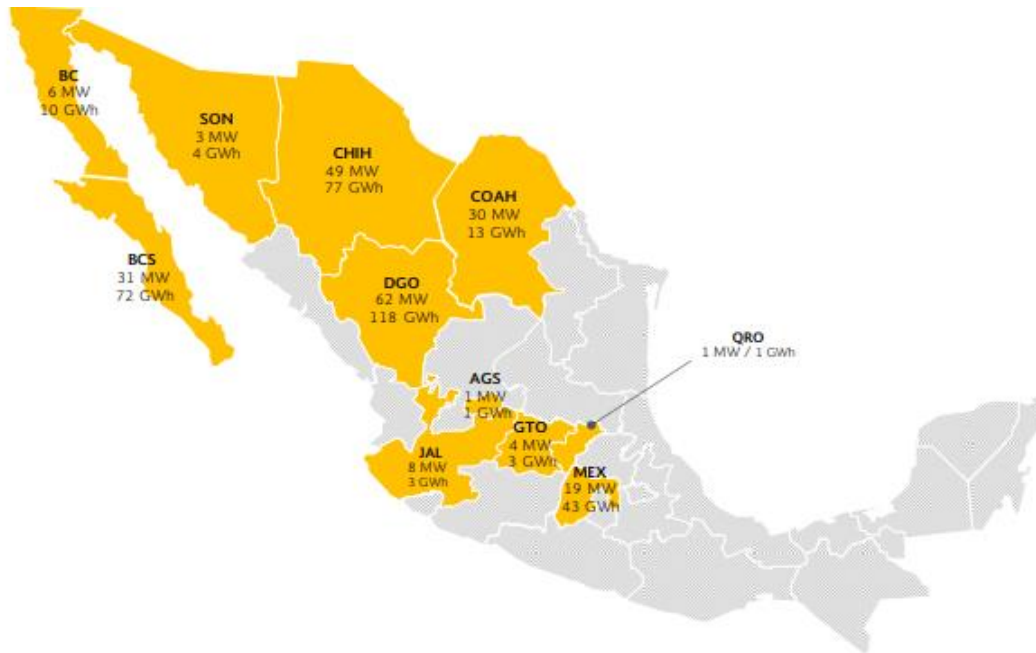 BC
6 MW
10 GWh
SON
3 MW
4 GWh
CHIH
49 MW
77 GWh
COAH
30 MW
13 GWh
BCS
31 MW
72 GWh
DGO
62 MW
118 GWh
QRO
1 MW / 1 GWh
AGS
1 MW
1 GWh
GTO
4 MW
3 GWh
JAL
8 MW
3 GWh
MEX
19 MW
43 GWh